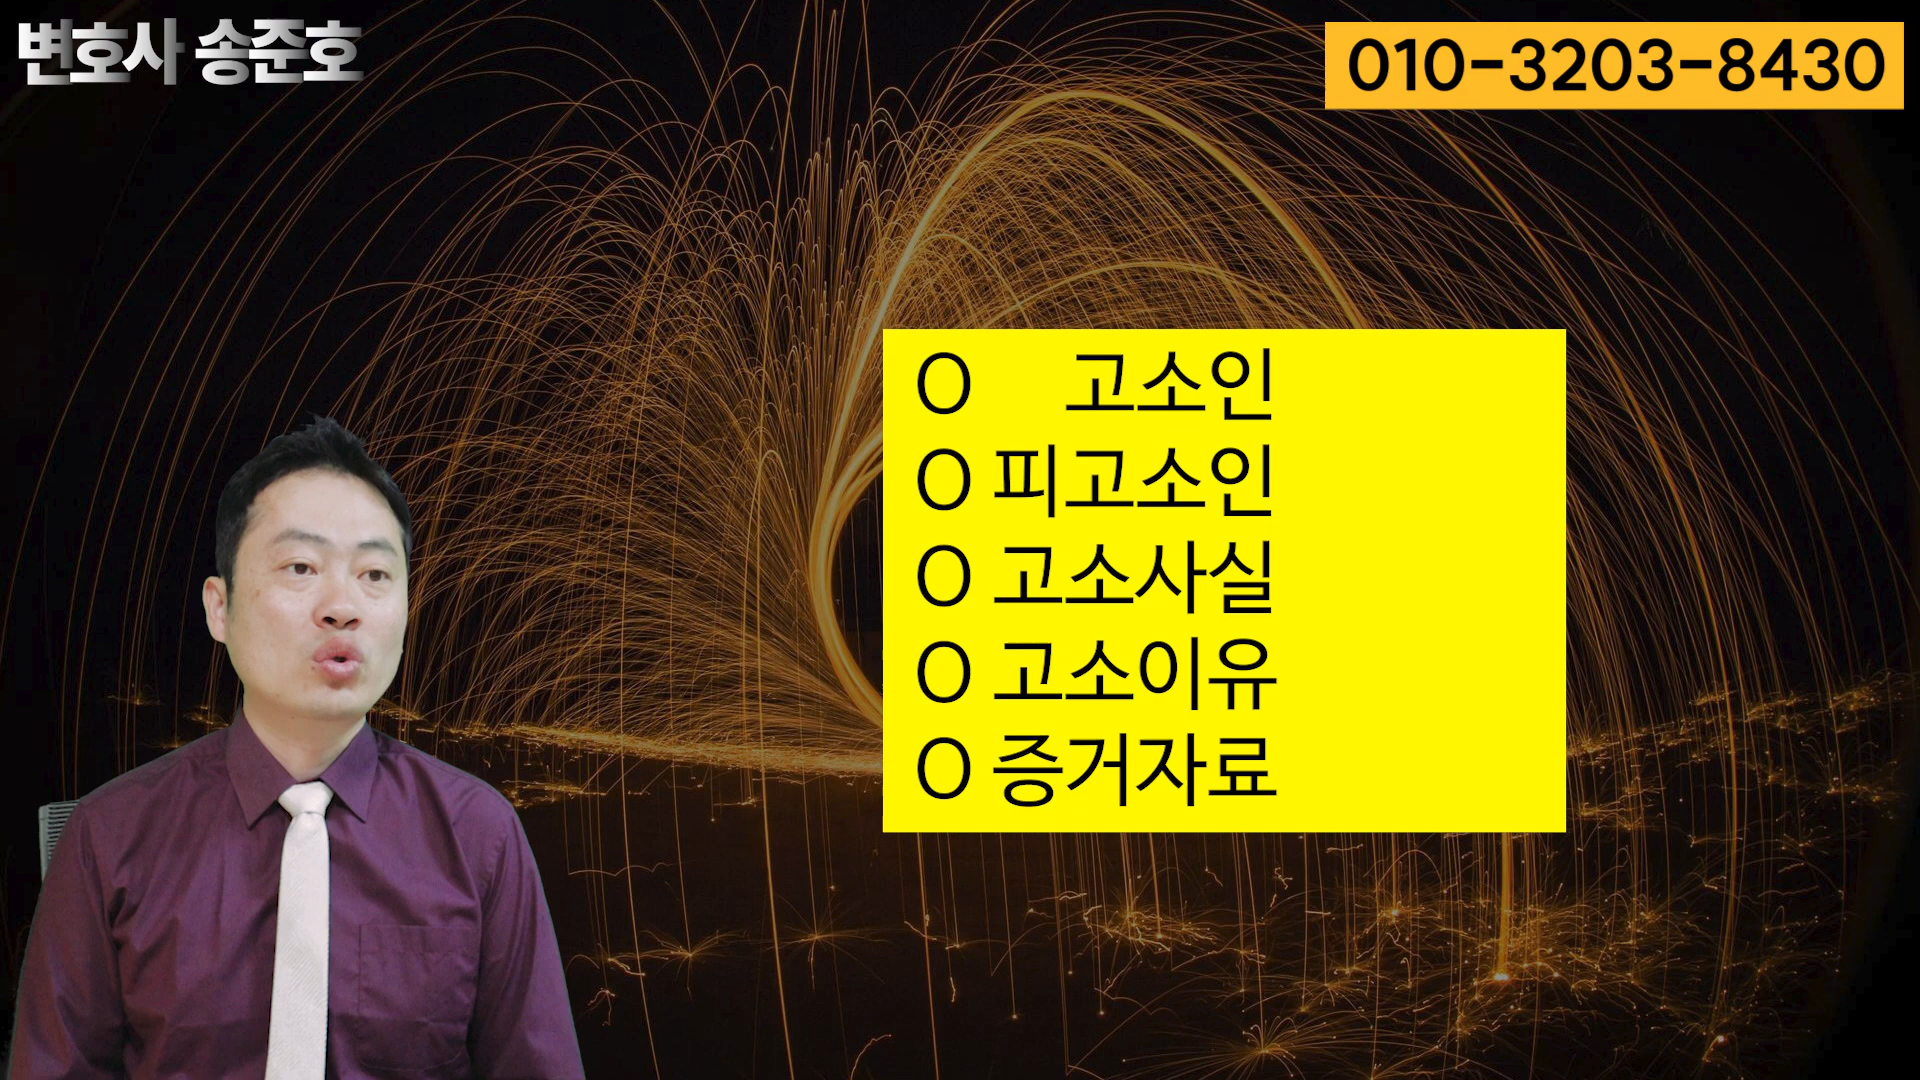 변호사 송준호
010-3203-8430
O 고소인
O 피고소인
O 고소사실
O 고소이유
O 증거자료